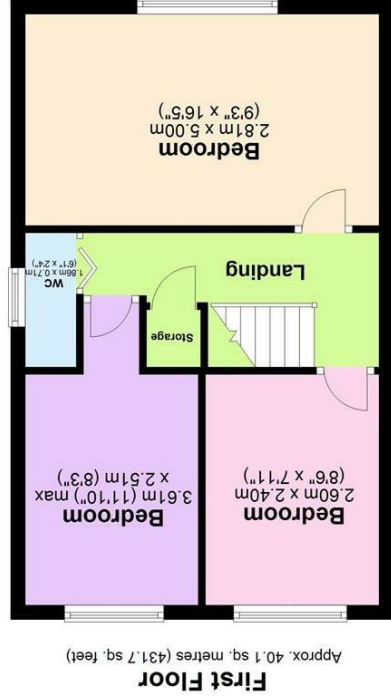 First Floor
Approx. 40.1 sq. metres (431.7 sq. feet)
Bedroom
2.60m x 2.40m
(8'6" x 7'11")
Bedroom
3.61m (11'10") max
x 2.51m (8'3")
Storage
Landing
WC
1.86m x 0.71m
(6'1" x 2'4")
Bedroom
2.81m x 5.00m
(9'3" x 16'5")